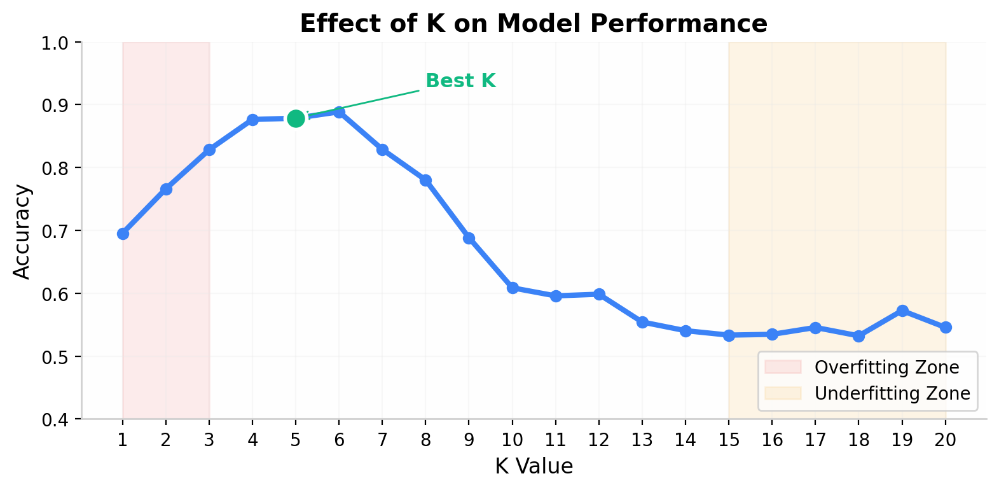 Effect of K on Model Performance
1.0
0.9
0.8
0.7
0.6
0.5
0.4
Accuracy
Best K
Overfitting Zone
Underfitting Zone
1 2 3 4 5 6 7 8 9 10 11 12 13 14 15 16 17 18 19 20
K Value